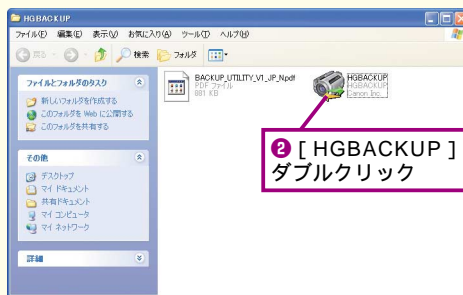 HGBACKUP
ファイル(F) 編集(E) 表示(V) お気に入り(A) ツール(T) ヘルプ(H)
戻る 検索 フォルダ
ファイルとフォルダのタスク
新しいフォルダを作成する
このフォルダを Web に公開する
このフォルダを共有する
その他
デスクトップ
マイ ドキュメント
共有ドキュメント
マイ コンピュータ
マイ ネットワーク
詳細
BACKUP_UTILITY_V1_JP_Npdf
PDF ファイル
881 KB
HGBACKUP
HGBACKUP
Canon Inc.
❷ [ HGBACKUP ]
ダブルクリック